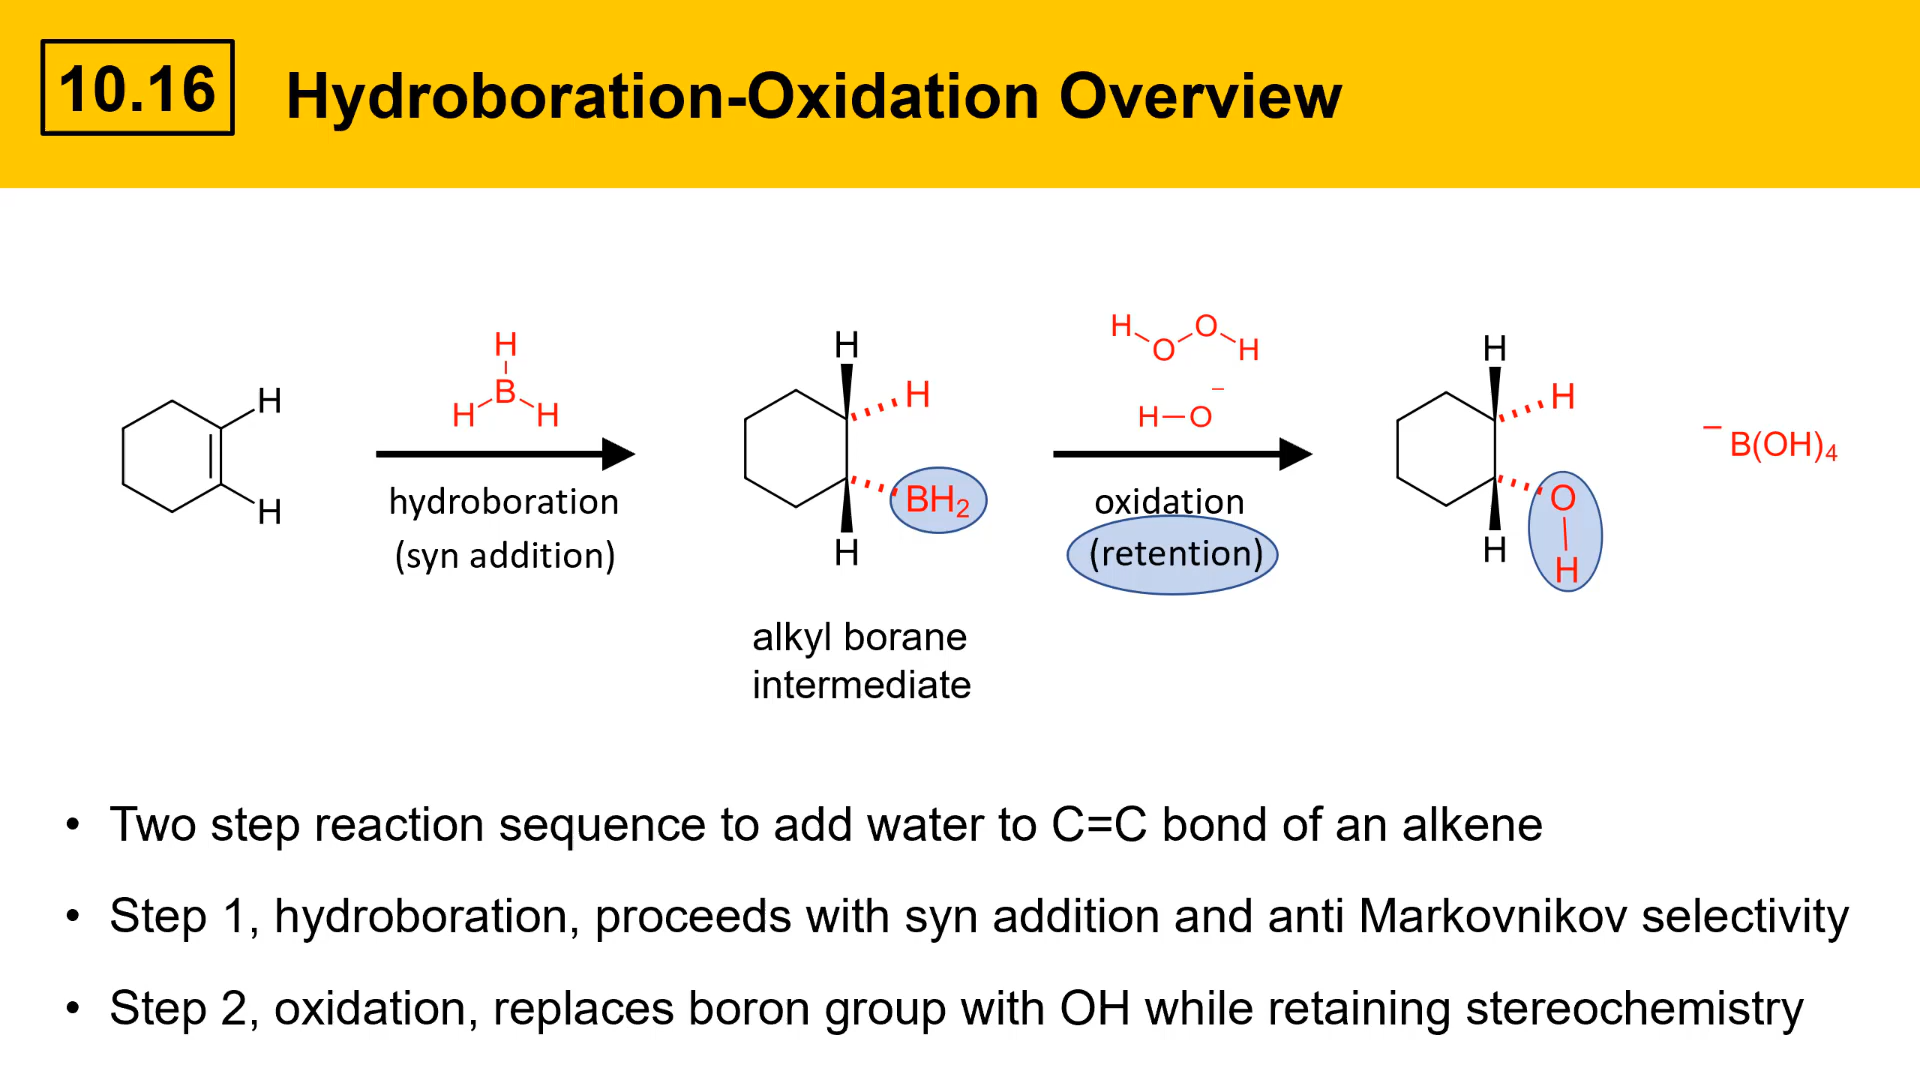 10.16
Hydroboration-Oxidation Overview
H
H
H
B
H H
hydroboration
(syn addition)
H
H
BH₂
H
alkyl borane
intermediate
H O O H
H—O⁻
oxidation
(retention)
H
H
O
H
H
⁻B(OH)₄
• Two step reaction sequence to add water to C=C bond of an alkene
• Step 1, hydroboration, proceeds with syn addition and anti Markovnikov selectivity
• Step 2, oxidation, replaces boron group with OH while retaining stereochemistry